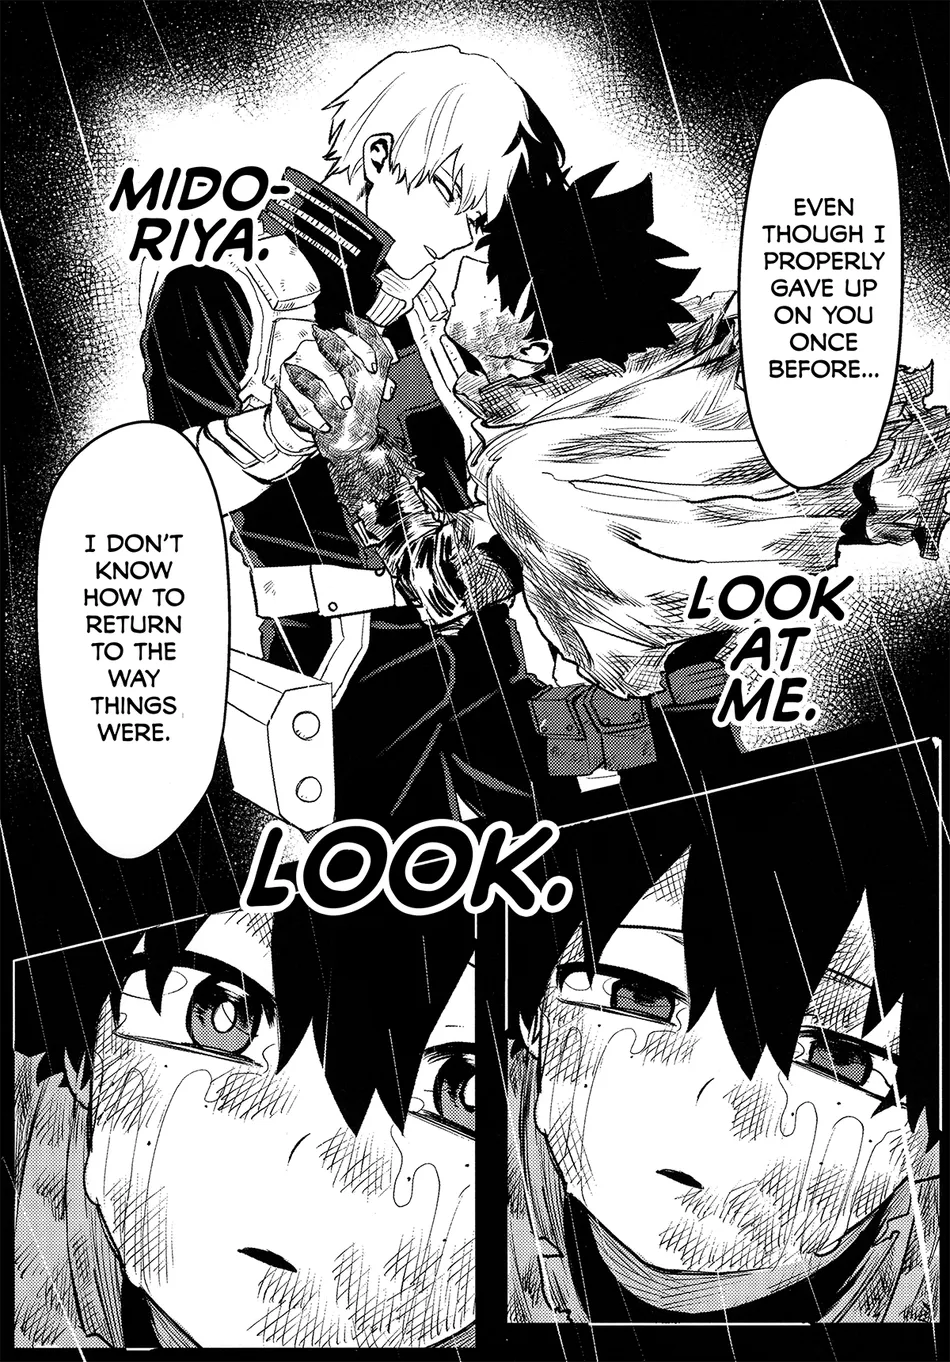 EVEN
THOUGH I
PROPERLY
GAVE UP
ON YOU
ONCE
BEFORE...
MIDO-
RIYA.
I DON'T
KNOW
HOW TO
RETURN
TO THE
WAY
THINGS
WERE.
LOOK
AT
ME.
LOOK.